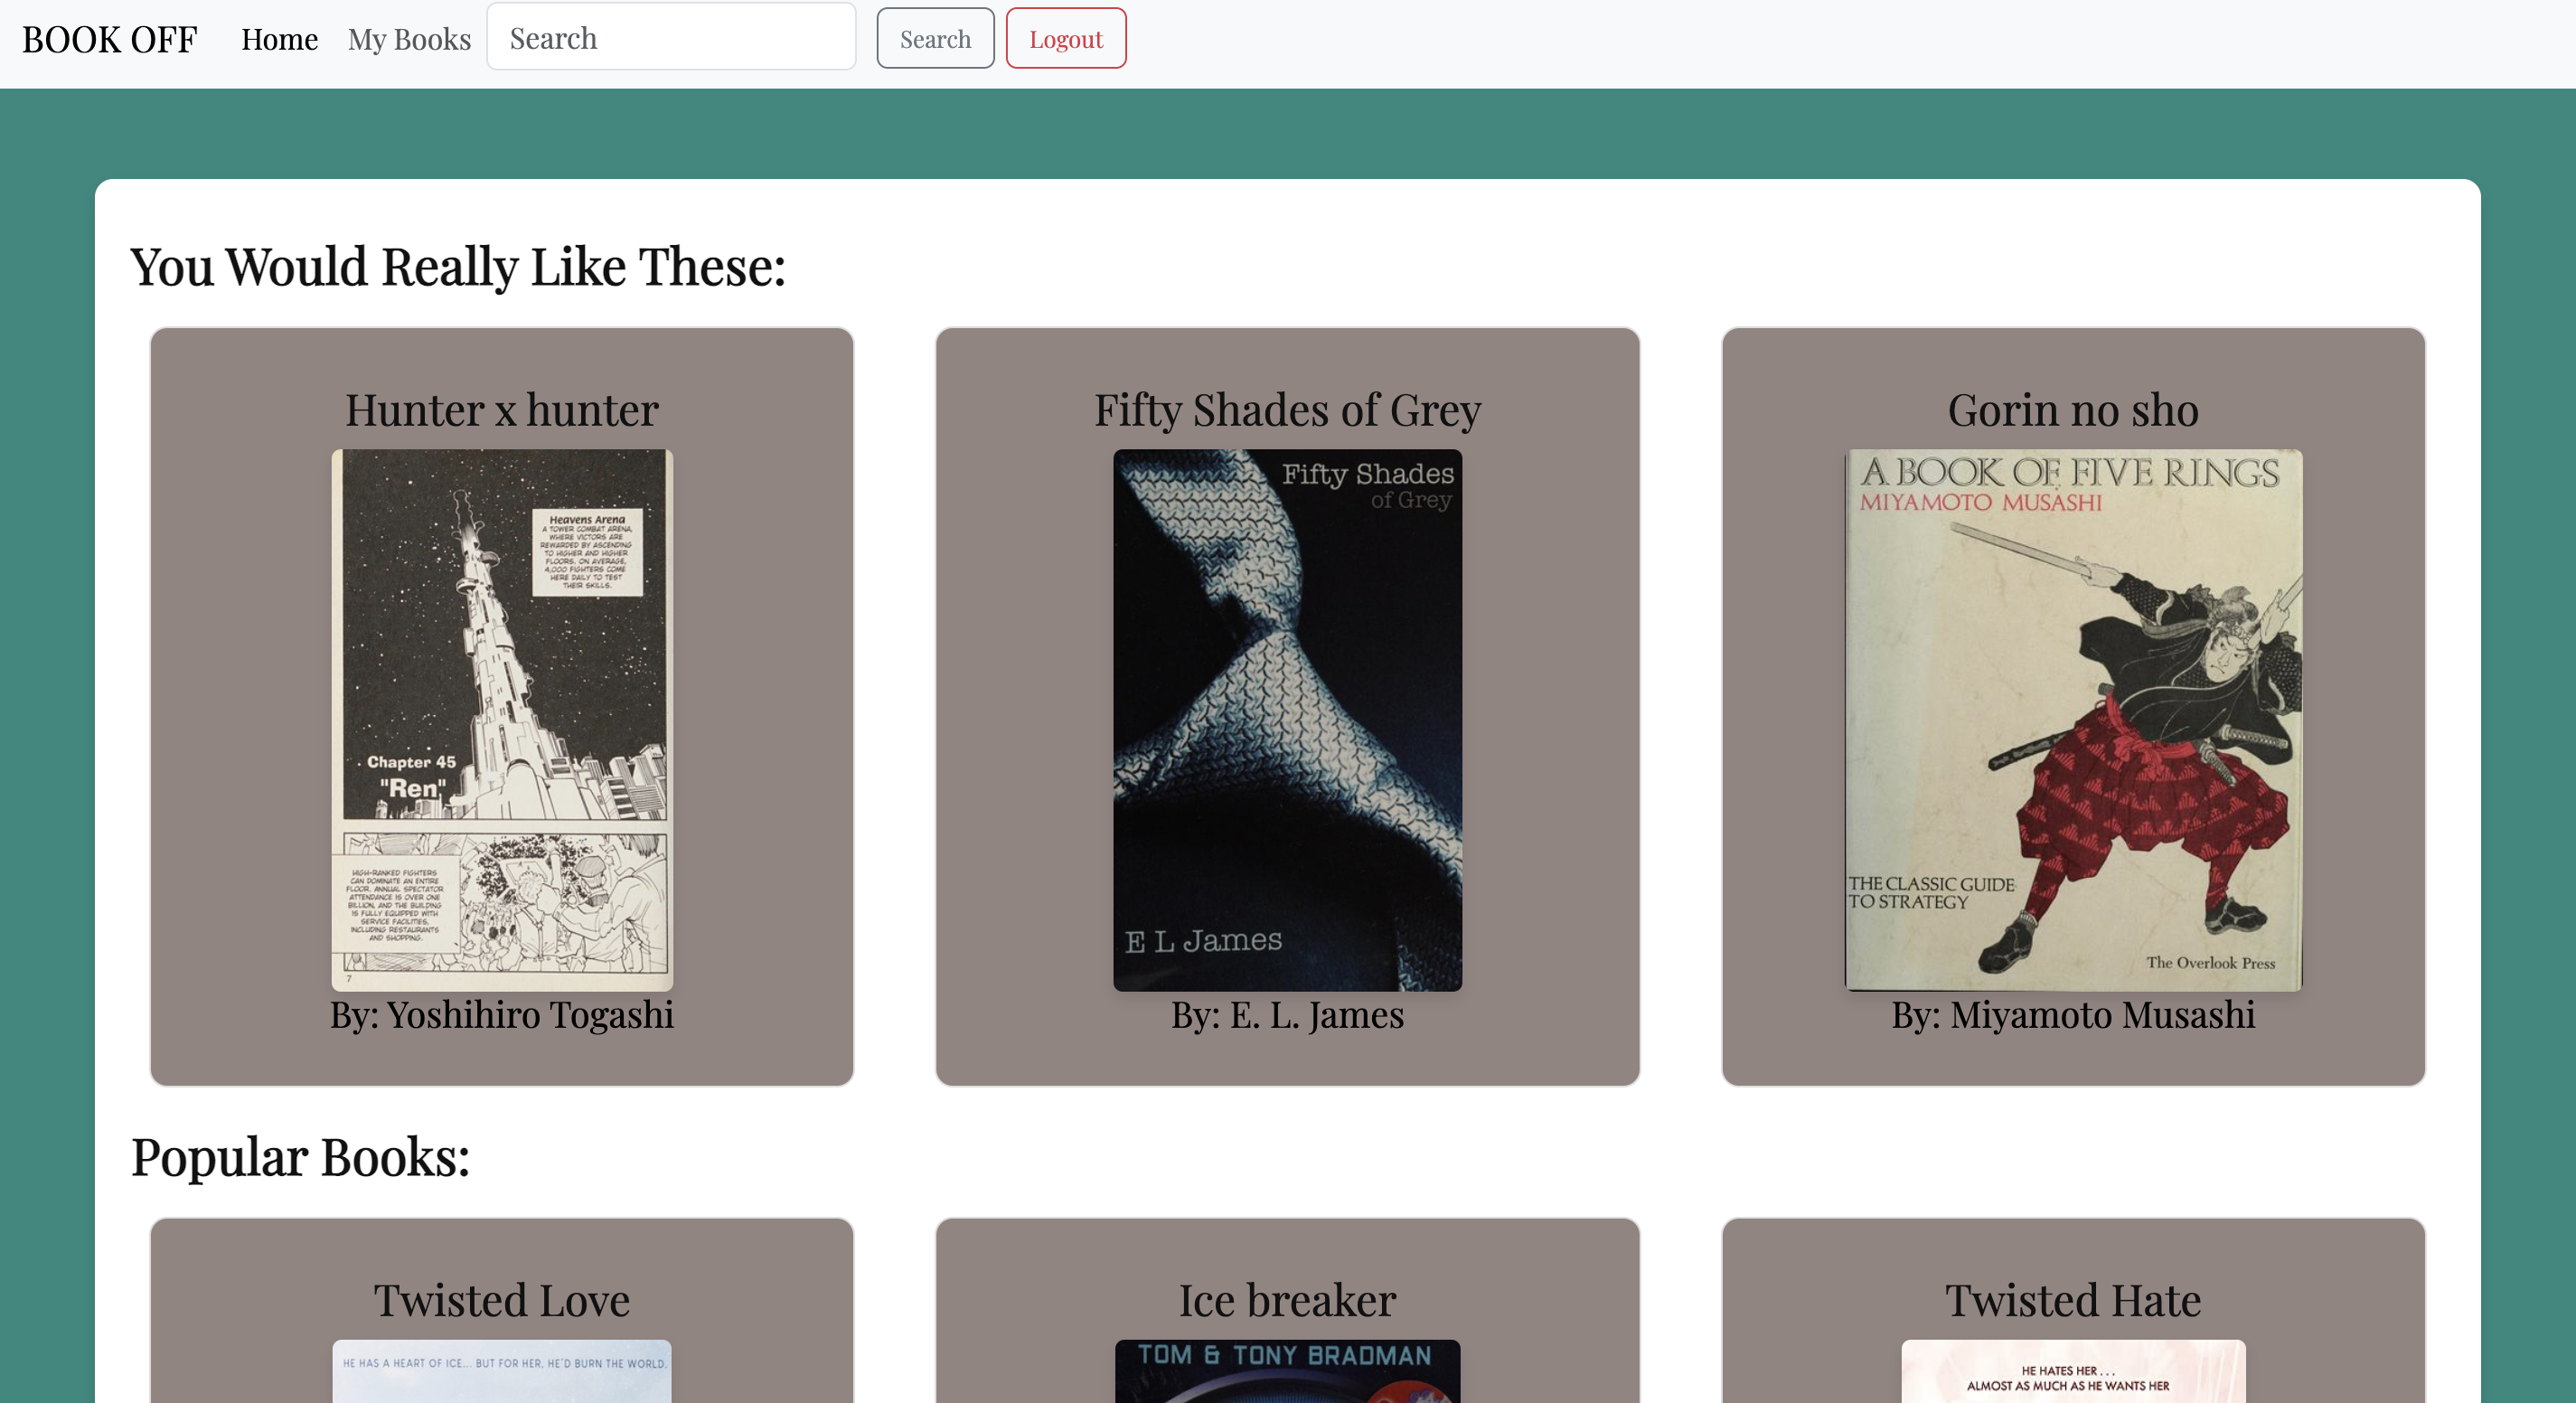 BOOK OFF Home My Books Search Search Logout
You Would Really Like These:
Hunter x hunter
Heavens Arena
A TOWER COMBAT ARENA,
WHERE VICTORS ARE
REWARDED BY ASCENDING
TO HIGHER AND HIGHER
FLOORS. ON AVERAGE,
4,000 FIGHTERS COME
HERE DAILY TO TEST
THEIR SKILLS.
Chapter 45
"Ren"
HIGH-RANKED FIGHTERS
CAN DOMINATE AN ENTIRE
FLOOR. ANNUAL SPECTATOR
ATTENDANCE IS OVER ONE
BILLION, AND THE BUILDING
IS FULLY EQUIPPED WITH
SERVICE FACILITIES,
INCLUDING RESTAURANTS
AND SHOPPING.
7
By: Yoshihiro Togashi
Fifty Shades of Grey
Fifty Shades
of Grey
E L James
By: E. L. James
Gorin no sho
A BOOK OF FIVE RINGS
MIYAMOTO MUSASHI
THE CLASSIC GUIDE
TO STRATEGY
The Overlook Press
By: Miyamoto Musashi
Popular Books:
Twisted Love
HE HAS A HEART OF ICE... BUT FOR HER, HE'D BURN THE WORLD.
Ice breaker
TOM & TONY BRADMAN
Twisted Hate
HE HATES HER . . .
ALMOST AS MUCH AS HE WANTS HER